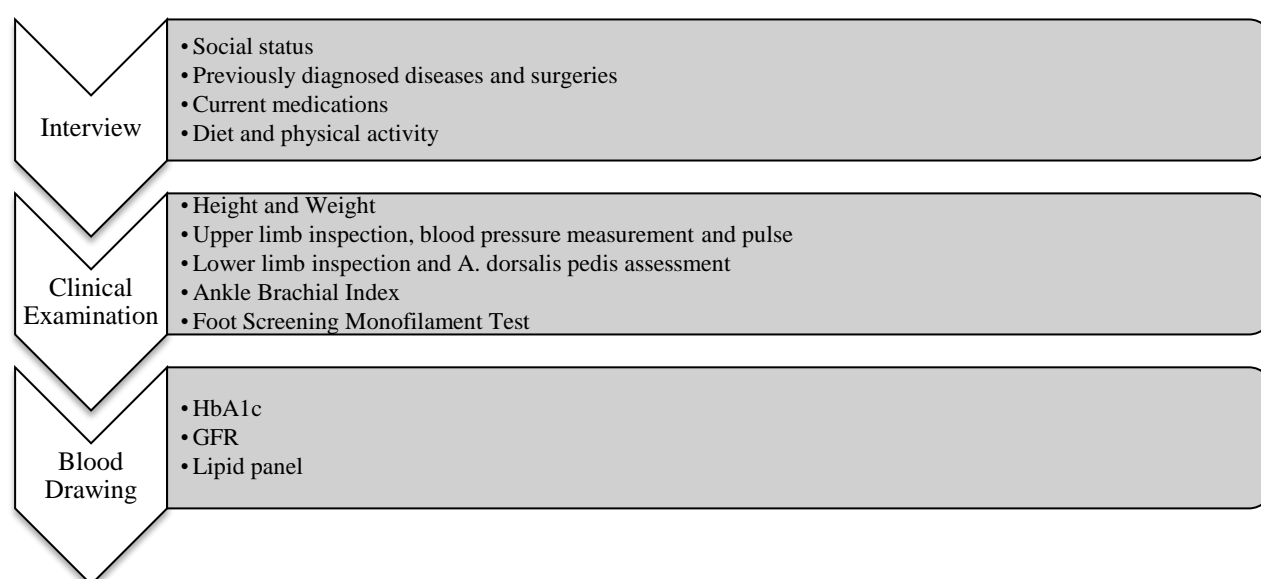 Interview
• Social status
• Previously diagnosed diseases and surgeries
• Current medications
• Diet and physical activity
Clinical
Examination
• Height and Weight
• Upper limb inspection, blood pressure measurement and pulse
• Lower limb inspection and A. dorsalis pedis assessment
• Ankle Brachial Index
• Foot Screening Monofilament Test
Blood
Drawing
• HbA1c
• GFR
• Lipid panel